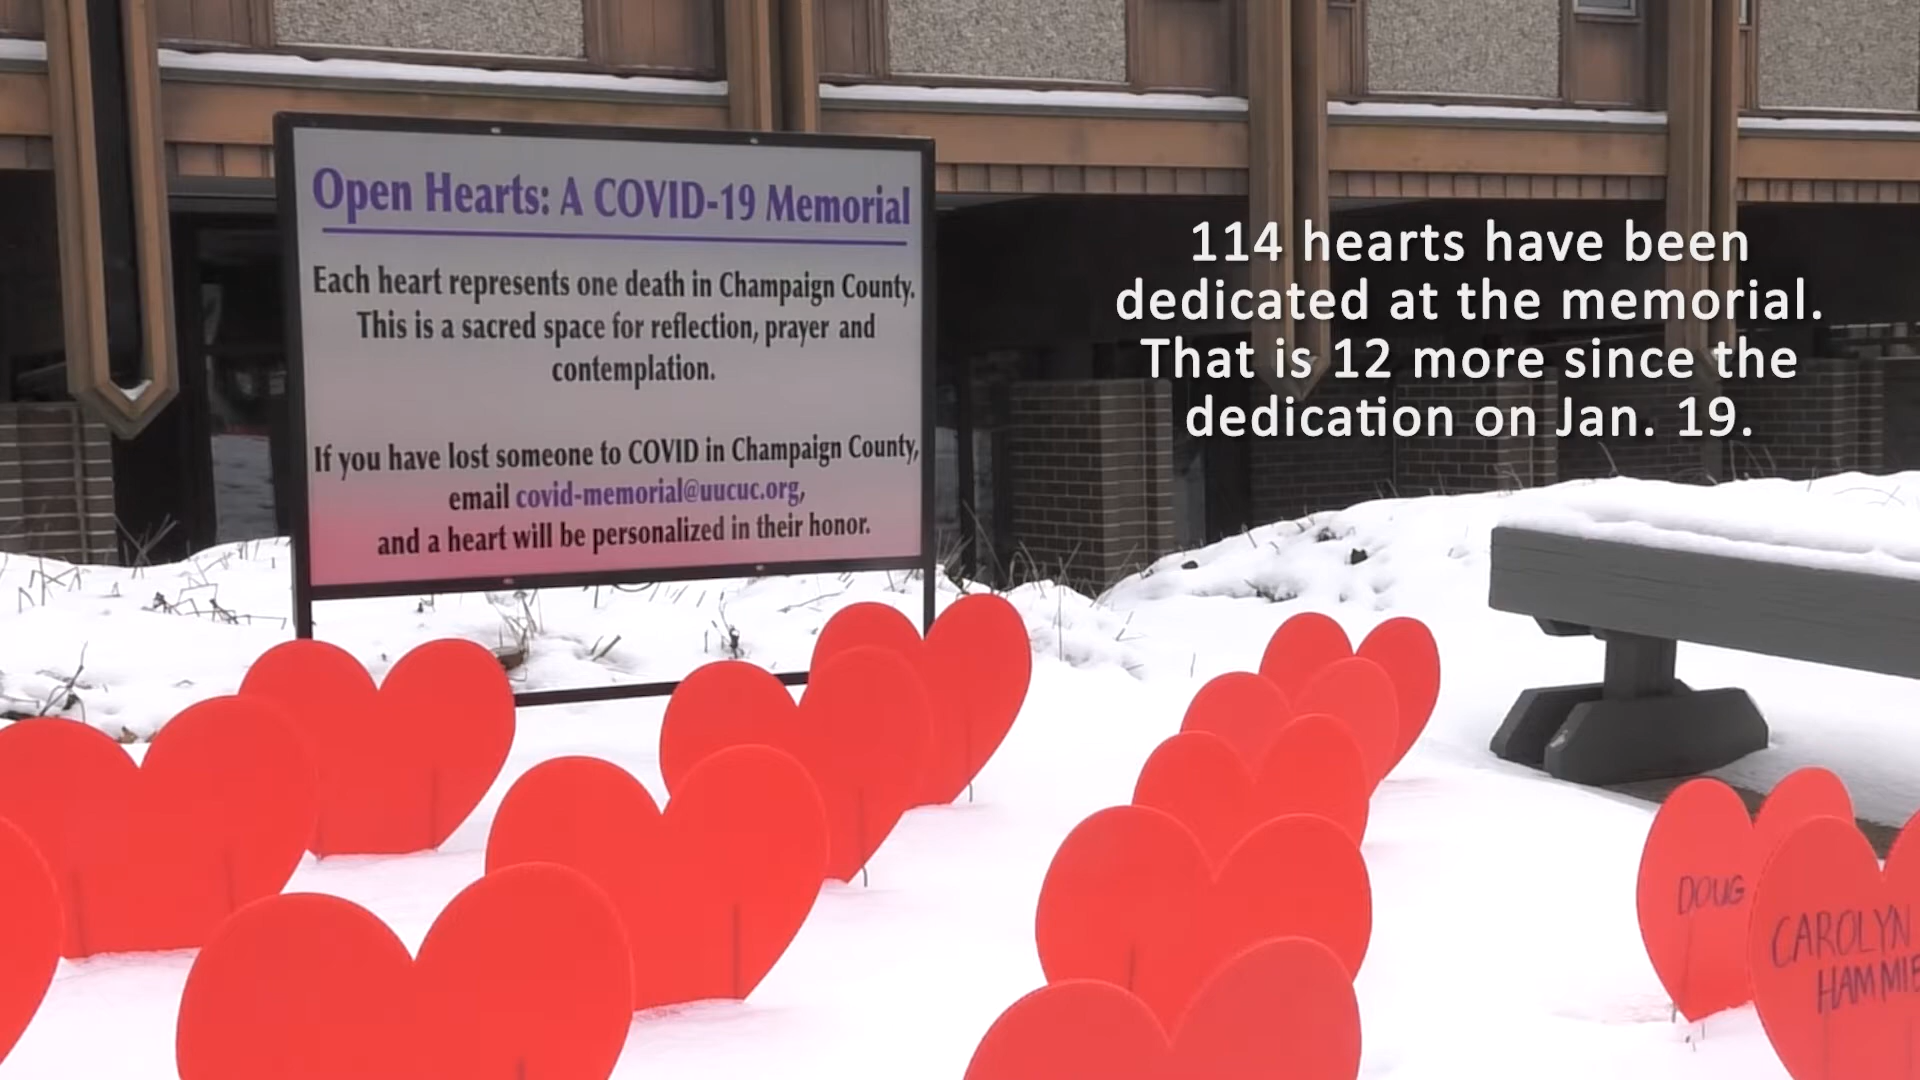 Open Hearts: A COVID-19 Memorial
Each heart represents one death in Champaign County.
This is a sacred space for reflection, prayer and
contemplation.
If you have lost someone to COVID in Champaign County,
email covid-memorial@uucuc.org,
and a heart will be personalized in their honor.
114 hearts have been
dedicated at the memorial.
That is 12 more since the
dedication on Jan. 19.
DOUG
CAROLYN
HAMMIE